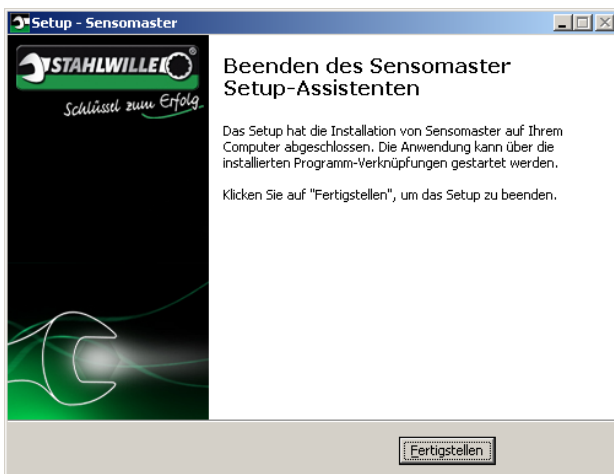 Setup - Sensomaster
STAHLWILLE ®
Schlüssel zum Erfolg
Beenden des Sensomaster
Setup-Assistenten
Das Setup hat die Installation von Sensomaster auf Ihrem
Computer abgeschlossen. Die Anwendung kann über die
installierten Programm-Verknüpfungen gestartet werden.
Klicken Sie auf "Fertigstellen", um das Setup zu beenden.
Fertigstellen